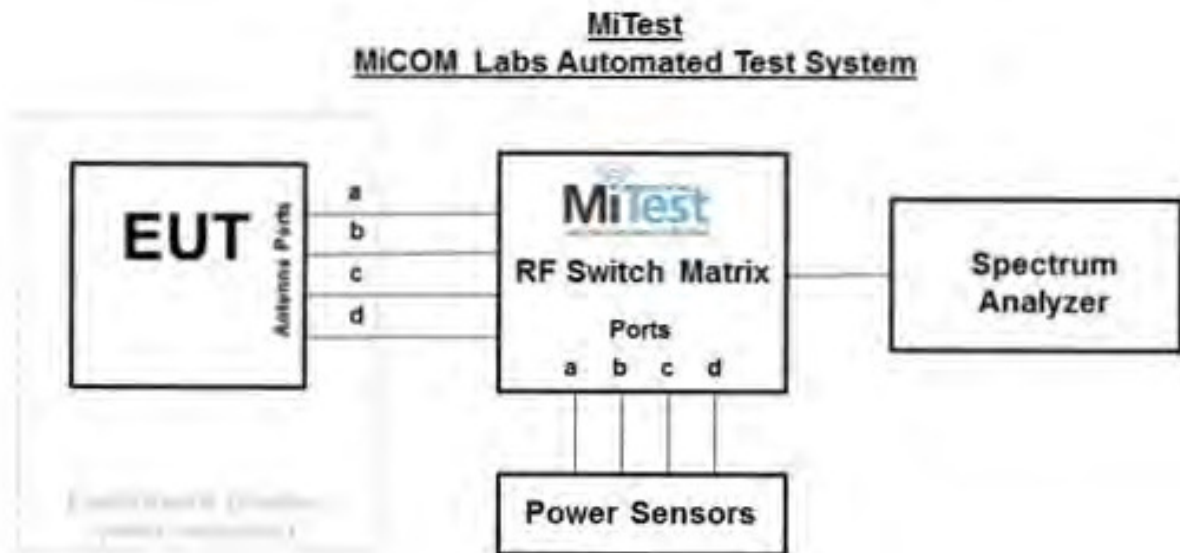 MiTest
MiCOM Labs Automated Test System
EUT
Antenna Ports
a
b
c
d
MiTest
RF Switch Matrix
Ports
a b c d
Spectrum
Analyzer
Power Sensors